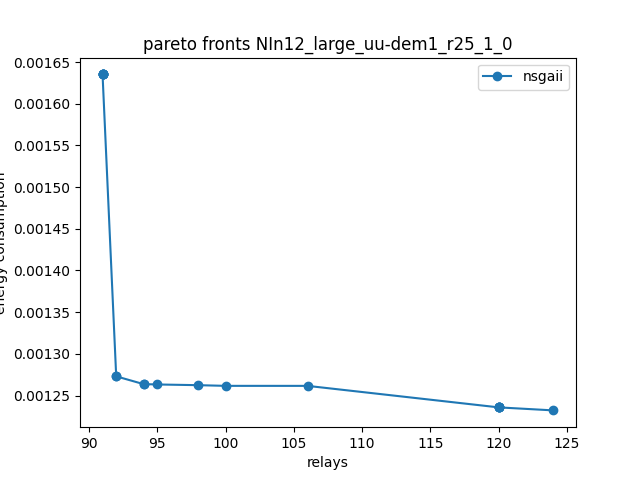 pareto fronts NIn12_large_uu-dem1_r25_1_0
nsgaii
0.00165
0.00160
0.00155
0.00150
0.00145
0.00140
0.00135
0.00130
0.00125
energy consumption
90 95 100 105 110 115 120 125
relays